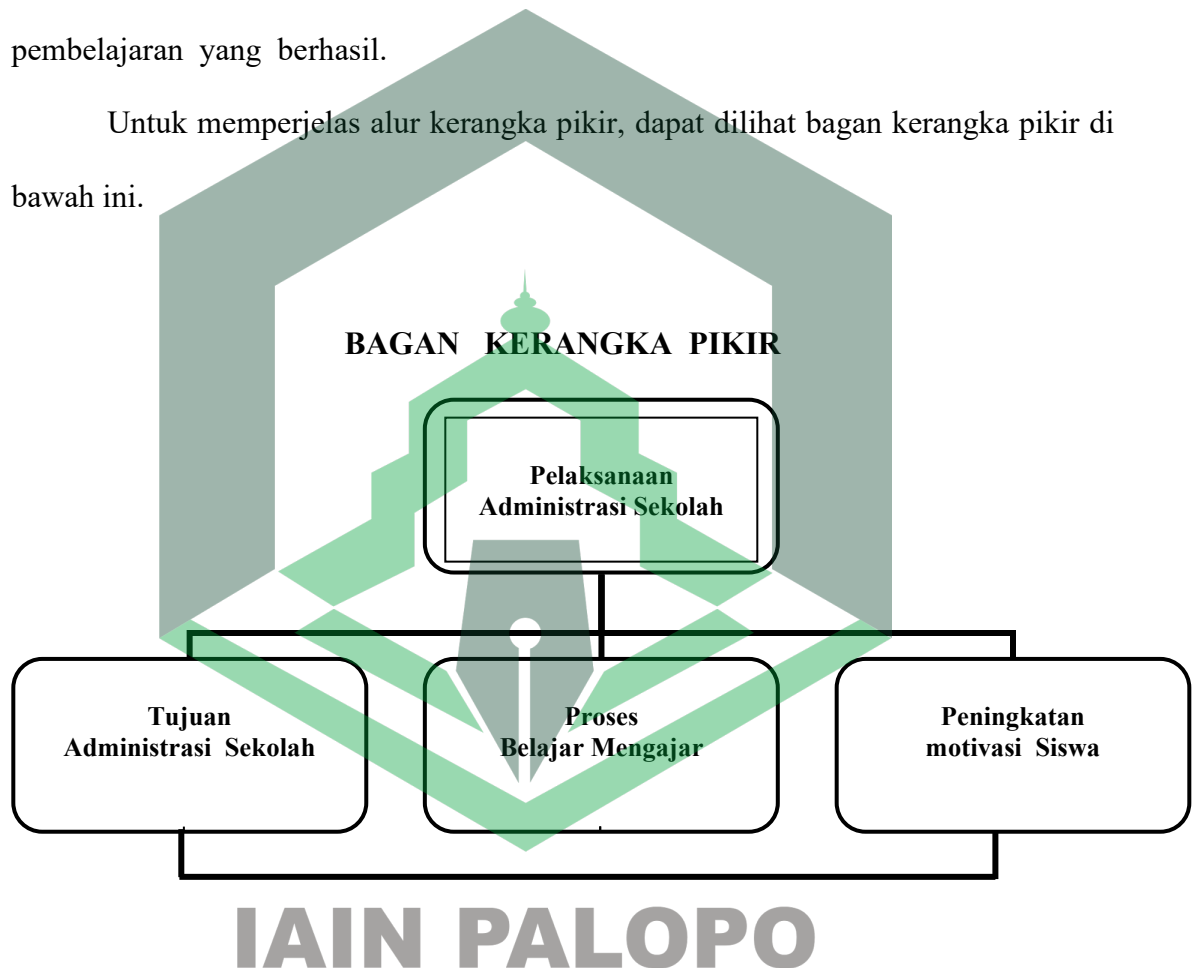 pembelajaran yang berhasil.
Untuk memperjelas alur kerangka pikir, dapat dilihat bagan kerangka pikir di
bawah ini.
BAGAN KERANGKA PIKIR
Pelaksanaan
Administrasi Sekolah
Tujuan
Administrasi Sekolah
Proses
Belajar Mengajar
Peningkatan
motivasi Siswa
IAIN PALOPO